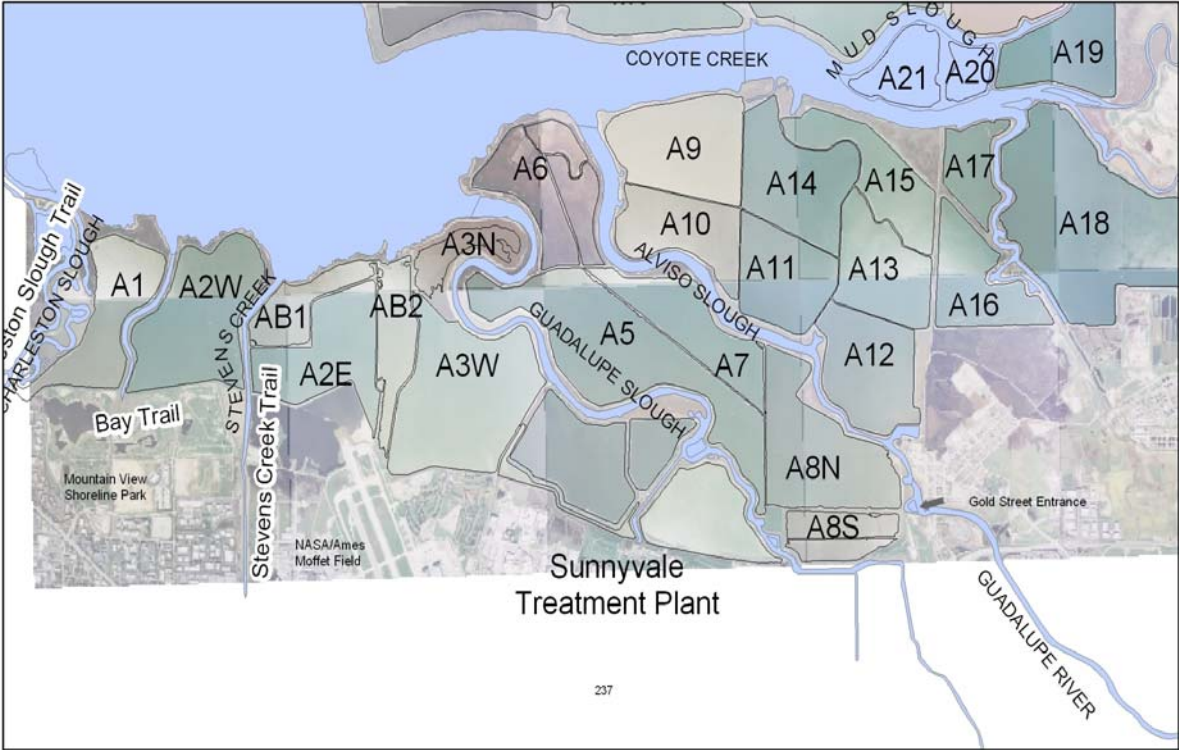 COYOTE CREEK
MUD SLOUGH
A19
A20
A21
A9
A6
A17
A14
A15
A18
A10
A3N
ALVISO SLOUGH
Slough Trail
CHARLESTON SLOUGH
A1
A2W
STEVENS CREEK
AB1
AB2
A11
A13
A16
GUADALUPE SLOUGH
A5
A7
A12
A2E
A3W
Bay Trail
Stevens Creek Trail
Mountain View
Shoreline Park
A8N
Gold Street Entrance
A8S
NASA/Ames
Moffet Field
Sunnyvale
Treatment Plant
GUADALUPE RIVER
237